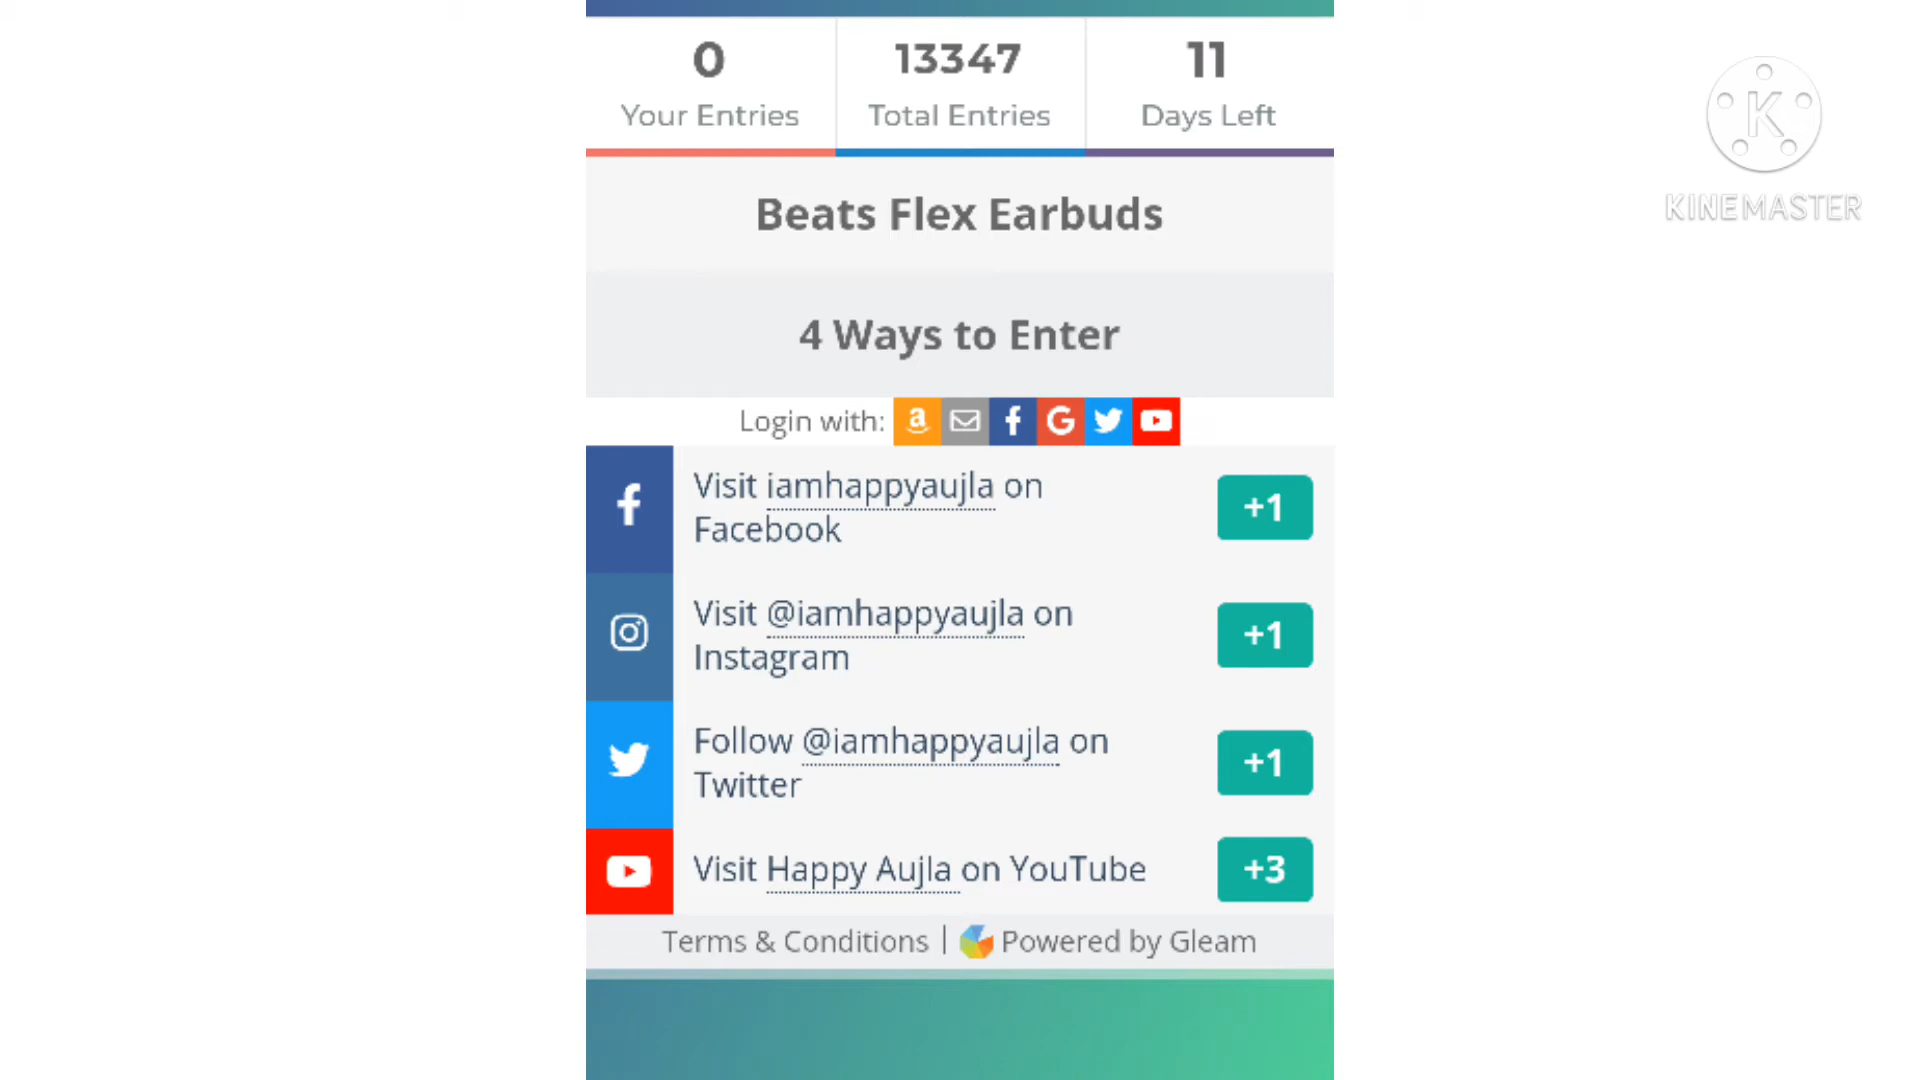 0
Your Entries
13347
Total Entries
11
Days Left
K
KINEMASTER
Beats Flex Earbuds
4 Ways to Enter
Login with:
Visit iamhappyaujla on
Facebook
+1
Visit @iamhappyaujla on
Instagram
+1
Follow @iamhappyaujla on
Twitter
+1
Visit Happy Aujla on YouTube
+3
Terms & Conditions | Powered by Gleam